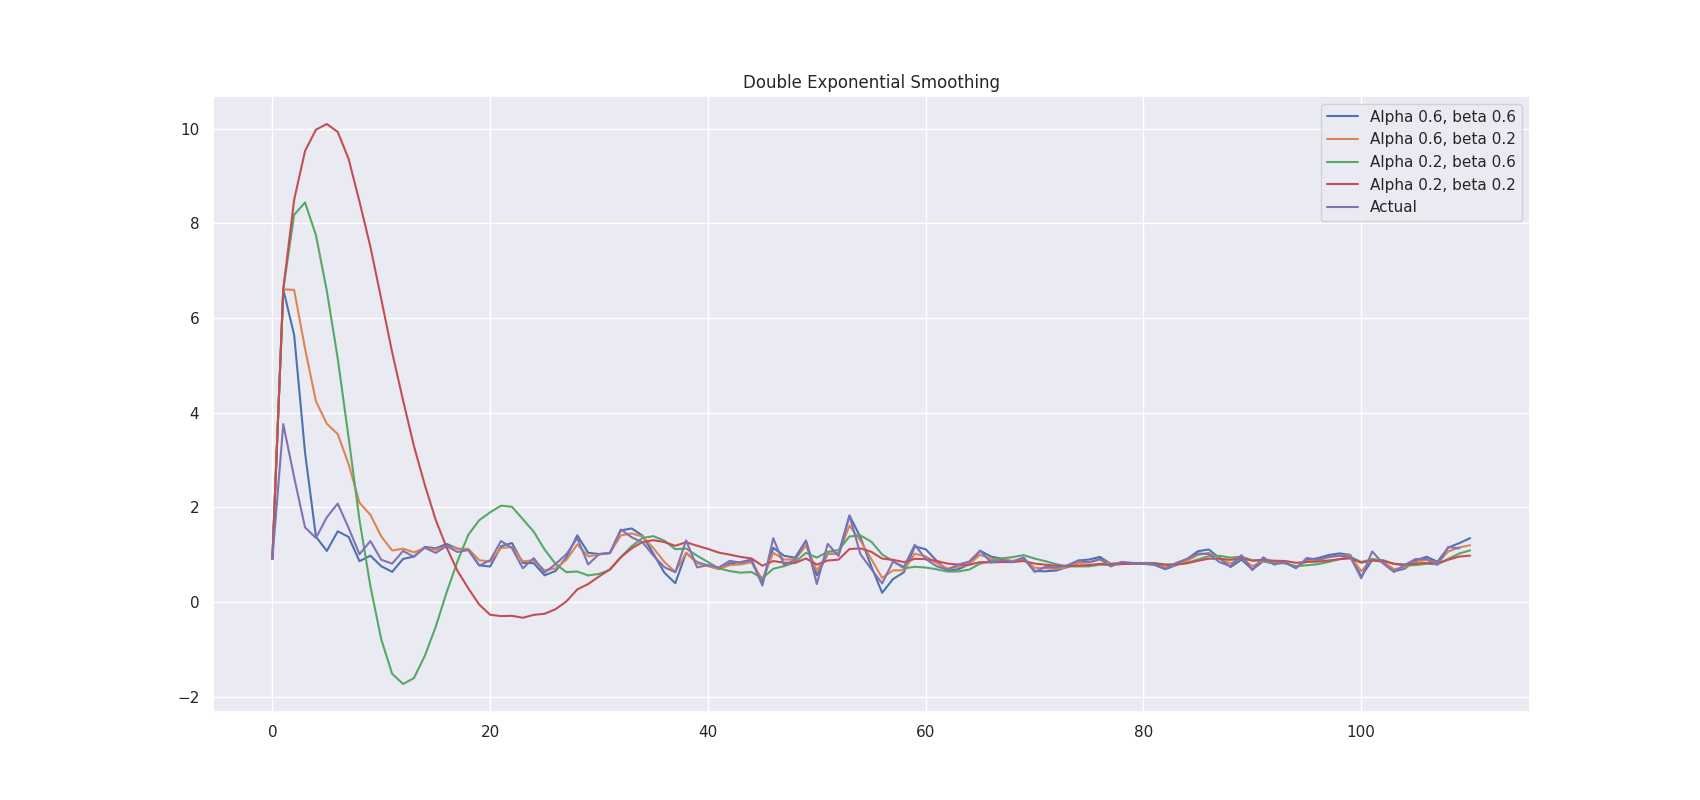 Double Exponential Smoothing
Alpha 0.6, beta 0.6
Alpha 0.6, beta 0.2
Alpha 0.2, beta 0.6
Alpha 0.2, beta 0.2
Actual
10
8
6
4
2
0
−2
0 20 40 60 80 100